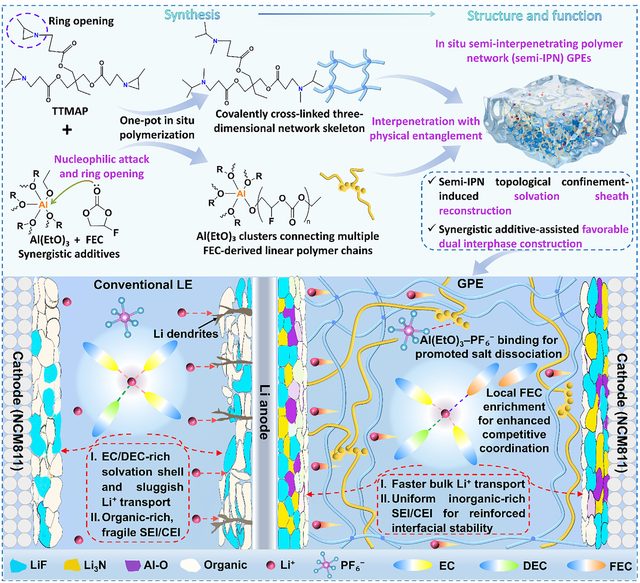 Ring opening
Synthesis
Structure and function
TTMAP
+
One-pot in situ
polymerization
Covalently cross-linked three-
dimensional network skeleton
In situ semi-interpenetrating polymer
network (semi-IPN) GPEs
Interpenetration with
physical entanglement
Nucleophilic attack
and ring opening
Al(EtO)₃ + FEC
Synergistic additives
Al(EtO)₃ clusters connecting multiple
FEC-derived linear polymer chains
✓ Semi-IPN topological confinement-
induced solvation sheath
reconstruction
✓ Synergistic additive-assisted favorable
dual interphase construction
Conventional LE
Li dendrites
Cathode (NCM811)
I. EC/DEC-rich
solvation shell
and sluggish
Li⁺ transport
II. Organic-rich,
fragile SEI/CEI
Li anode
GPE
Al(EtO)₃–PF₆⁻ binding for
promoted salt dissociation
Local FEC
enrichment
for enhanced
competitive
coordination
I. Faster bulk Li⁺ transport
II. Uniform inorganic-rich
SEI/CEI for reinforced
interfacial stability
Cathode (NCM811)
LiF Li₃N Al-O Organic Li⁺ PF₆⁻ EC DEC FEC